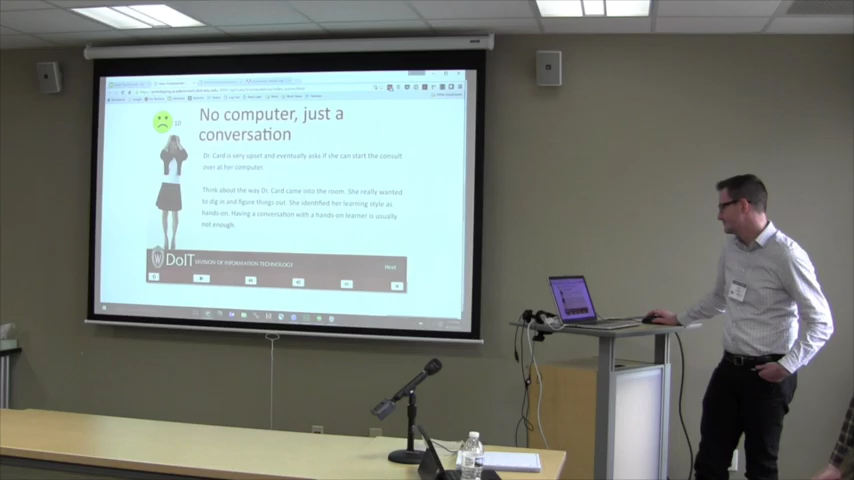 10
No computer, just a
conversation
Dr. Card is very upset and eventually asks if she can start the consult
over at her computer.
Think about the way Dr. Card came into the room. She really wanted
to dig in and figure things out. She identified her learning style as
hands-on. Having a conversation with a hands-on learner is usually
not enough.
W DoIT DIVISION OF INFORMATION TECHNOLOGY
Next